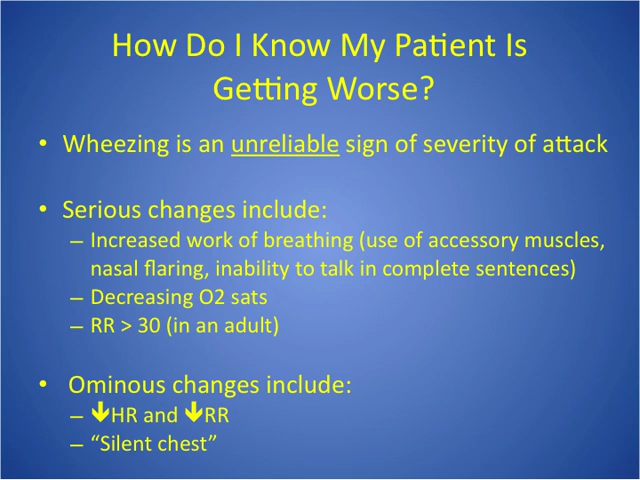 How Do I Know My Patient Is
Getting Worse?
• Wheezing is an unreliable sign of severity of attack
• Serious changes include:
– Increased work of breathing (use of accessory muscles,
nasal flaring, inability to talk in complete sentences)
– Decreasing O2 sats
– RR > 30 (in an adult)
• Ominous changes include:
– 🡻HR and 🡻RR
– “Silent chest”